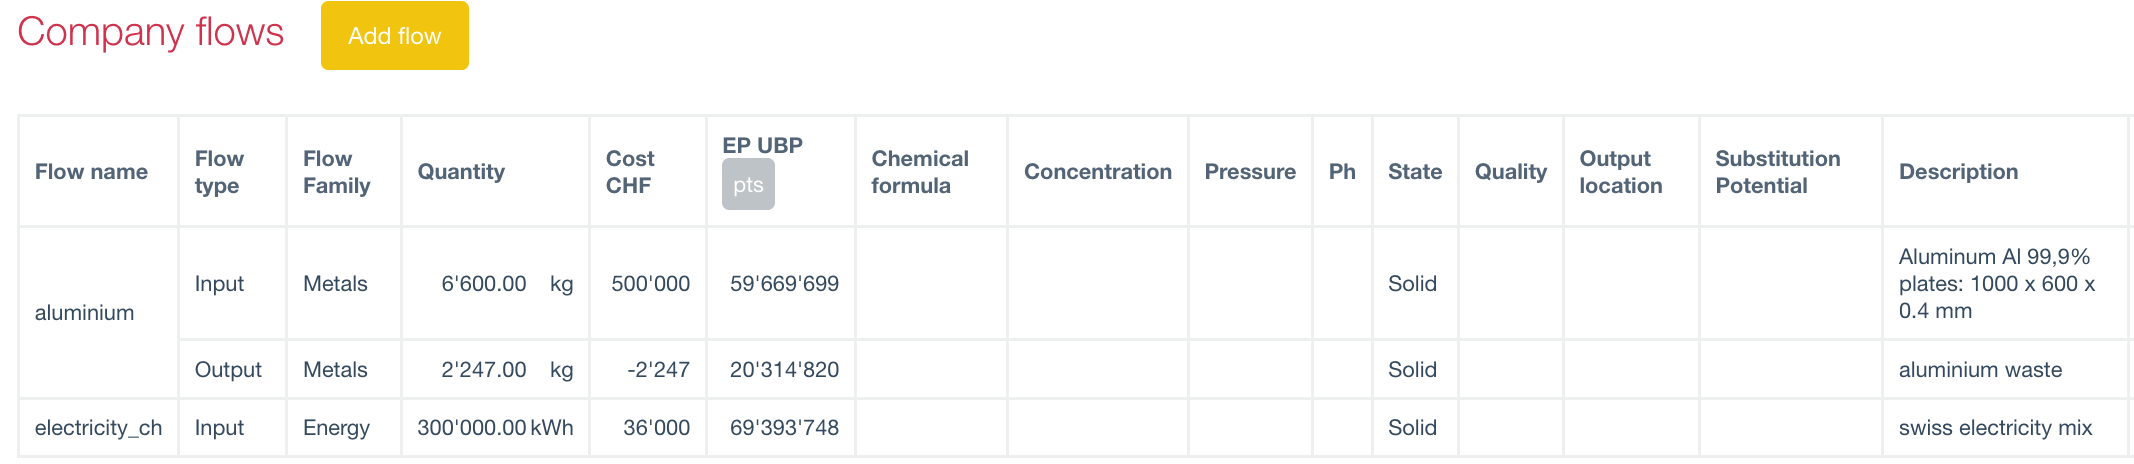 Company flows
Add flow
Flow name
Flow
type
Flow
Family
Quantity
Cost
CHF
EP UBP
pts
Chemical
formula
Concentration
Pressure
Ph
State
Quality
Output
location
Substitution
Potential
Description
aluminium
Input
Metals
6'600.00 kg
500'000
59'669'699
Solid
Aluminum Al 99,9%
plates: 1000 x 600 x
0.4 mm
Output
Metals
2'247.00 kg
-2'247
20'314'820
Solid
aluminium waste
electricity_ch
Input
Energy
300'000.00 kWh
36'000
69'393'748
Solid
swiss electricity mix